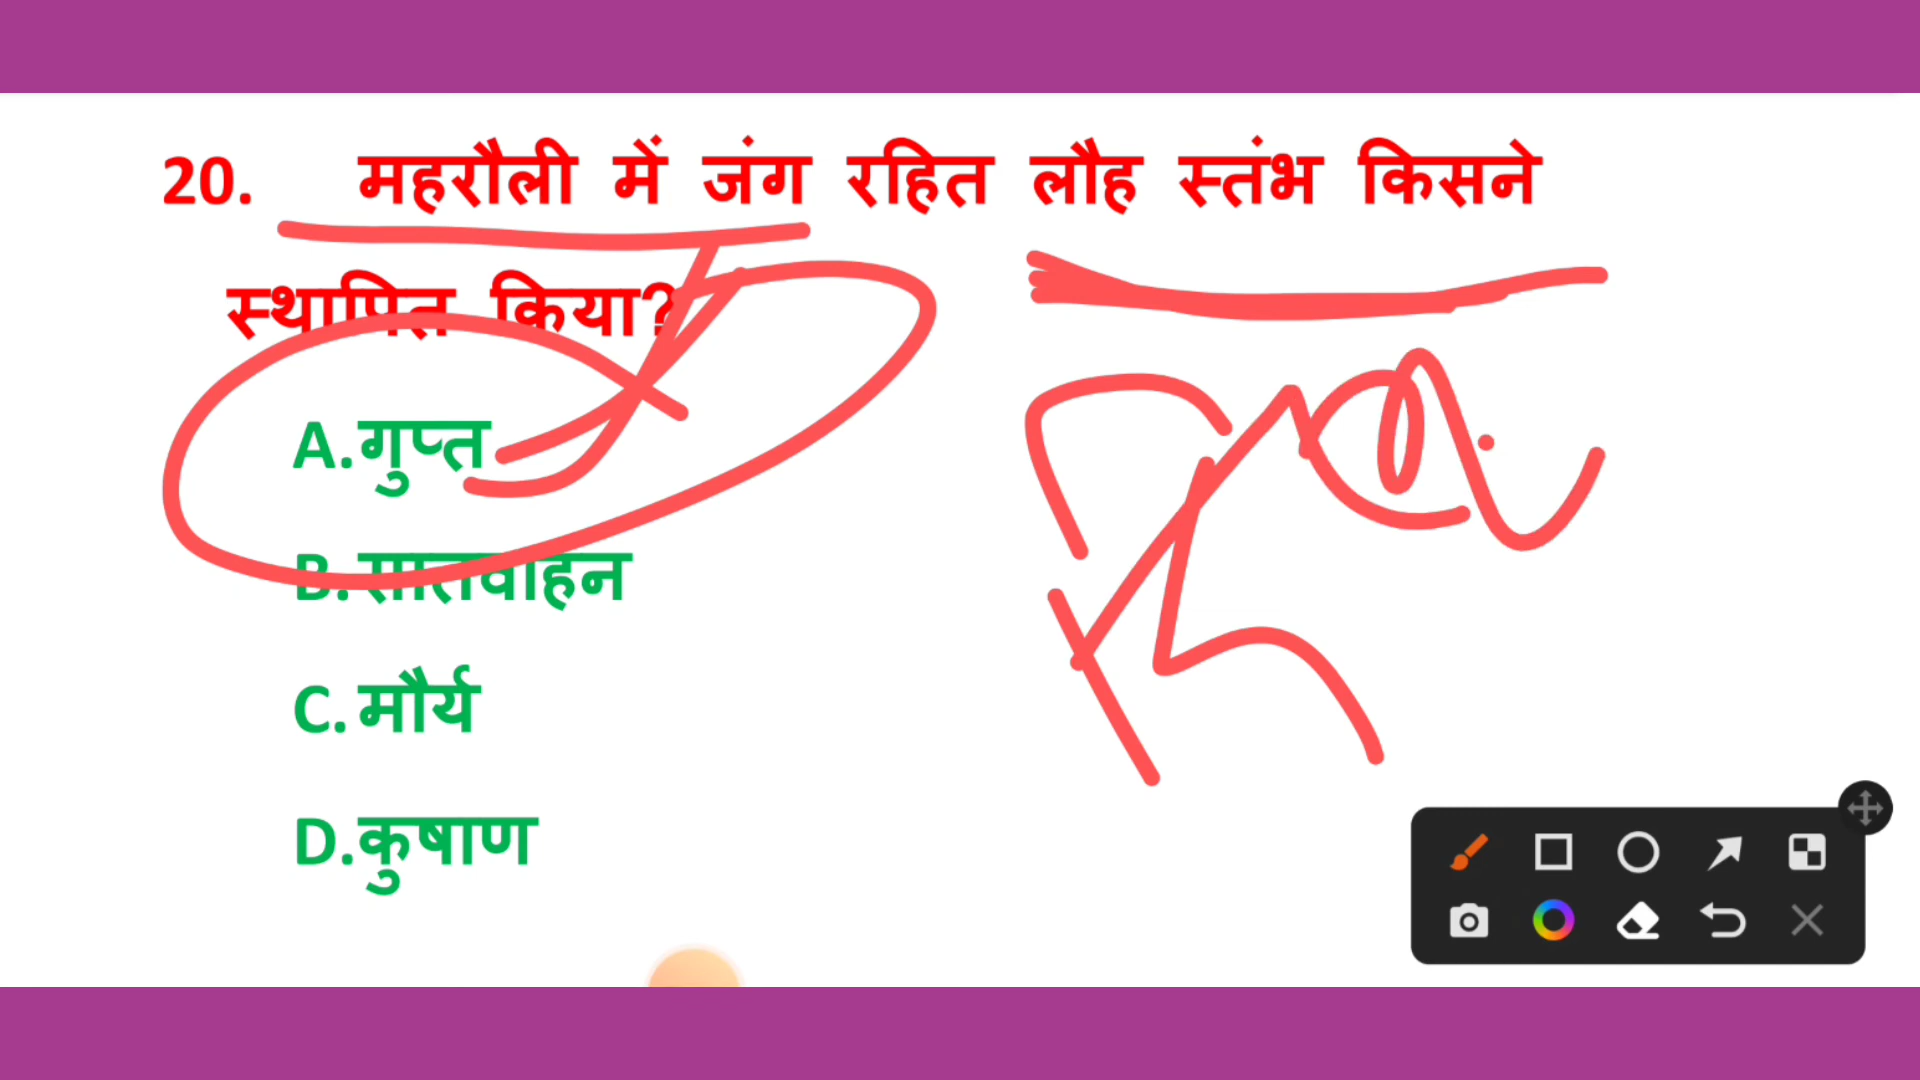 20. महरौली में जंग रहित लौह स्तंभ किसने
स्थापित किया?
A.गुप्त
B.सातवाहन
C.मौर्य
D.कुषाण